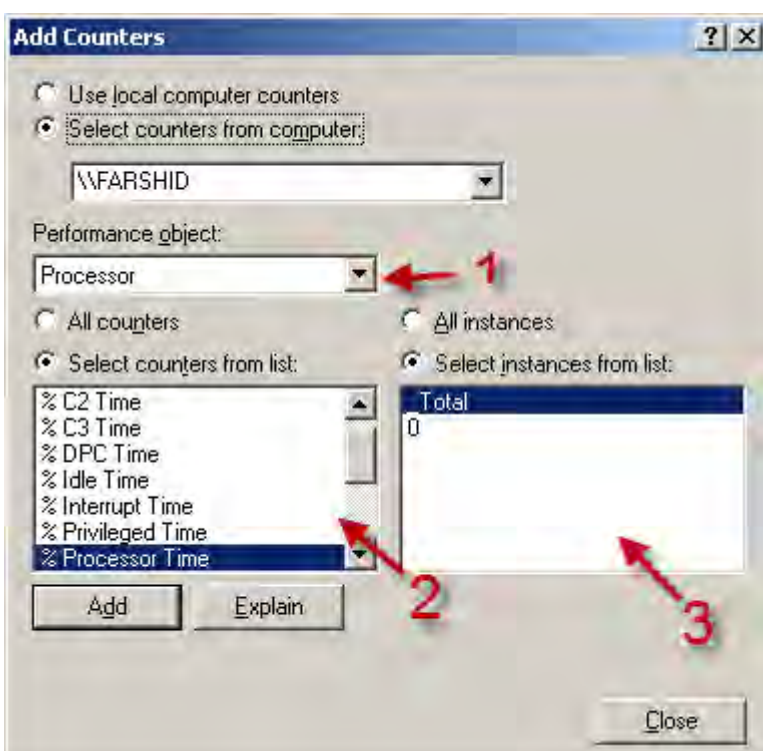 Add Counters
Use local computer counters
Select counters from computer:
\\FARSHID
Performance object:
Processor
1
All counters
All instances
Select counters from list:
Select instances from list:
% C2 Time
% C3 Time
% DPC Time
% Idle Time
% Interrupt Time
% Privileged Time
% Processor Time
_Total
0
2
3
Add
Explain
Close